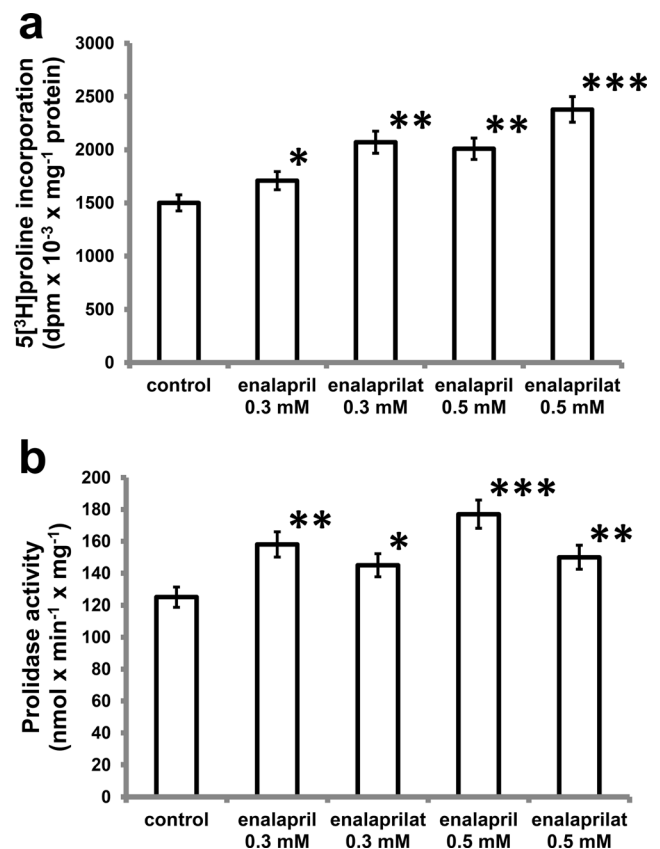 a
5[³H]proline incorporation
(dpm x 10⁻³ x mg⁻¹ protein)
3000
2500
2000
1500
1000
500
0
*
**
**
***
control
enalapril
0.3 mM
enalaprilat
0.3 mM
enalapril
0.5 mM
enalaprilat
0.5 mM
b
Prolidase activity
(nmol x min⁻¹ x mg⁻¹)
200
180
160
140
120
100
80
60
40
20
0
**
*
***
**
control
enalapril
0.3 mM
enalaprilat
0.3 mM
enalapril
0.5 mM
enalaprilat
0.5 mM